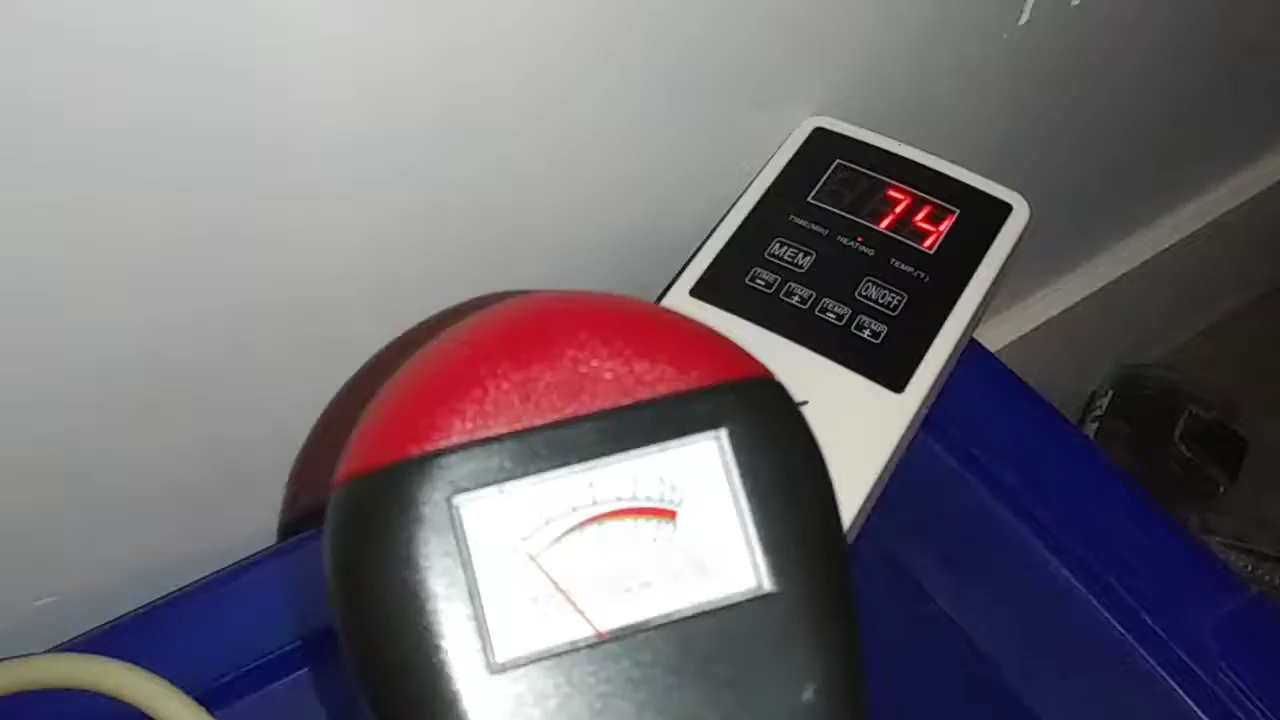 74
TIME(MIN) HEATING TEMP.(°)
MEM ON/OFF
TIME - TIME + TEMP - TEMP +